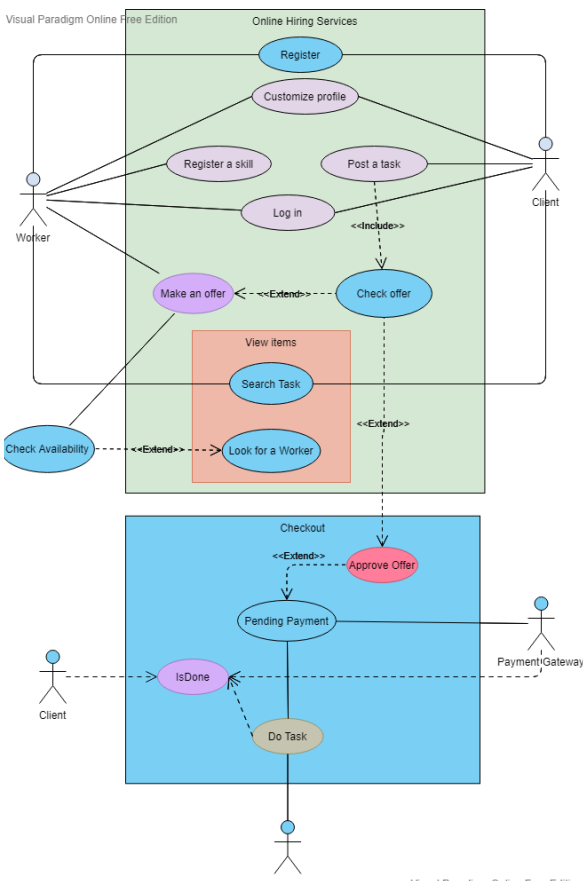 Visual Paradigm Online Free Edition
Online Hiring Services
Register
Customize profile
Register a skill
Post a task
Client
Log in
Worker
<<Include>>
Make an offer
<<Extend>>
Check offer
View items
Search Task
<<Extend>>
Check Availability
<<Extend>>
Look for a Worker
Checkout
<<Extend>>
Approve Offer
Pending Payment
Payment Gateway
IsDone
Client
Do Task